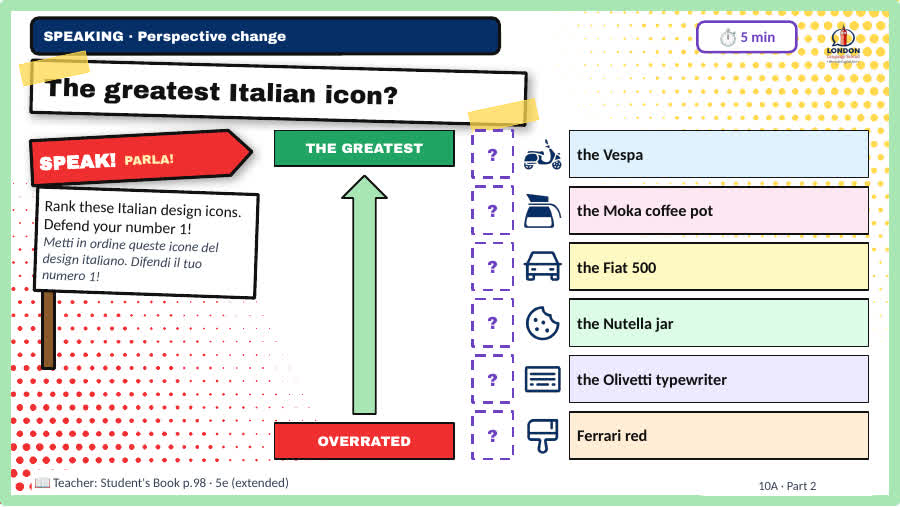 SPEAKING · Perspective change
⏱️ 5 min
LONDON
The greatest Italian icon?
SPEAK! PARLA!
Rank these Italian design icons.
Defend your number 1!
Metti in ordine queste icone del
design italiano. Difendi il tuo
numero 1!
THE GREATEST
OVERRATED
? the Vespa
? the Moka coffee pot
? the Fiat 500
? the Nutella jar
? the Olivetti typewriter
? Ferrari red
📖 Teacher: Student's Book p.98 · 5e (extended)
10A · Part 2